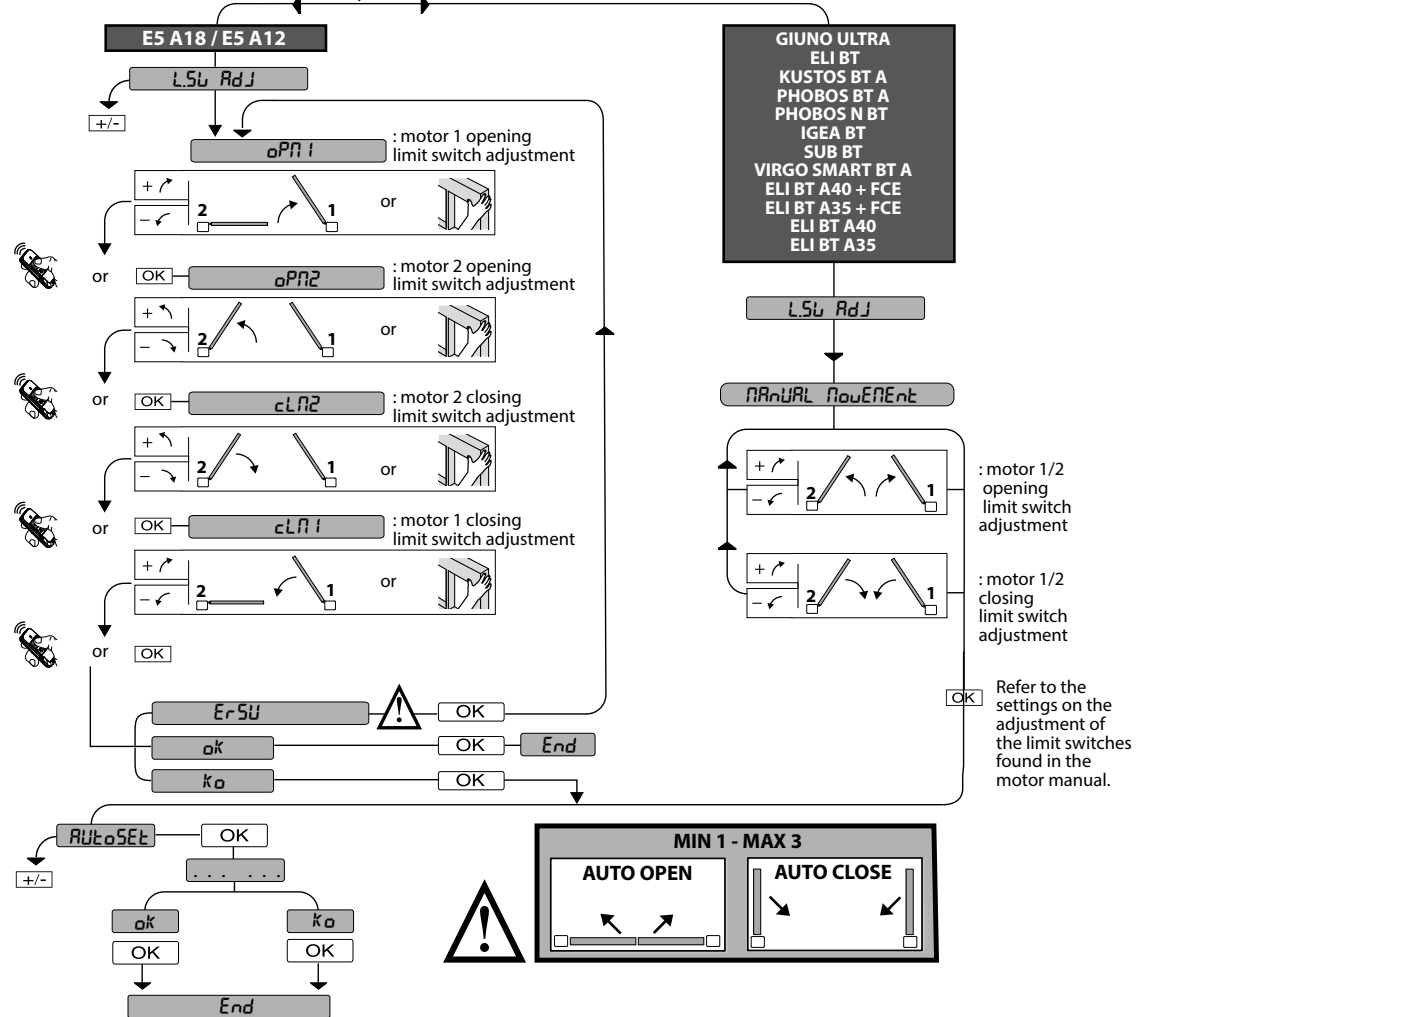 E5 A18 / E5 A12
L.SW AdJ
+/-
oPM1
: motor 1 opening
limit switch adjustment
+
-
2
1
or
or
OK
oPM2
: motor 2 opening
limit switch adjustment
+
-
2
1
or
or
OK
cLM2
: motor 2 closing
limit switch adjustment
+
-
2
1
or
or
OK
cLM1
: motor 1 closing
limit switch adjustment
+
-
2
1
or
or
OK
ErSW
!
OK
oK
OK
End
Ko
OK
GIUNO ULTRA
ELI BT
KUSTOS BT A
PHOBOS BT A
PHOBOS N BT
IGEA BT
SUB BT
VIRGO SMART BT A
ELI BT A40 + FCE
ELI BT A35 + FCE
ELI BT A40
ELI BT A35
L.SW AdJ
MAnUAL MovEMEnt
+
-
2
1
: motor 1/2
opening
limit switch
adjustment
+
-
2
1
: motor 1/2
closing
limit switch
adjustment
OK
Refer to the
settings on the
adjustment of
the limit switches
found in the
motor manual.
AUtoSEt
OK
+/-
. . . . . .
oK
Ko
OK
OK
End
!
MIN 1 - MAX 3
AUTO OPEN
AUTO CLOSE